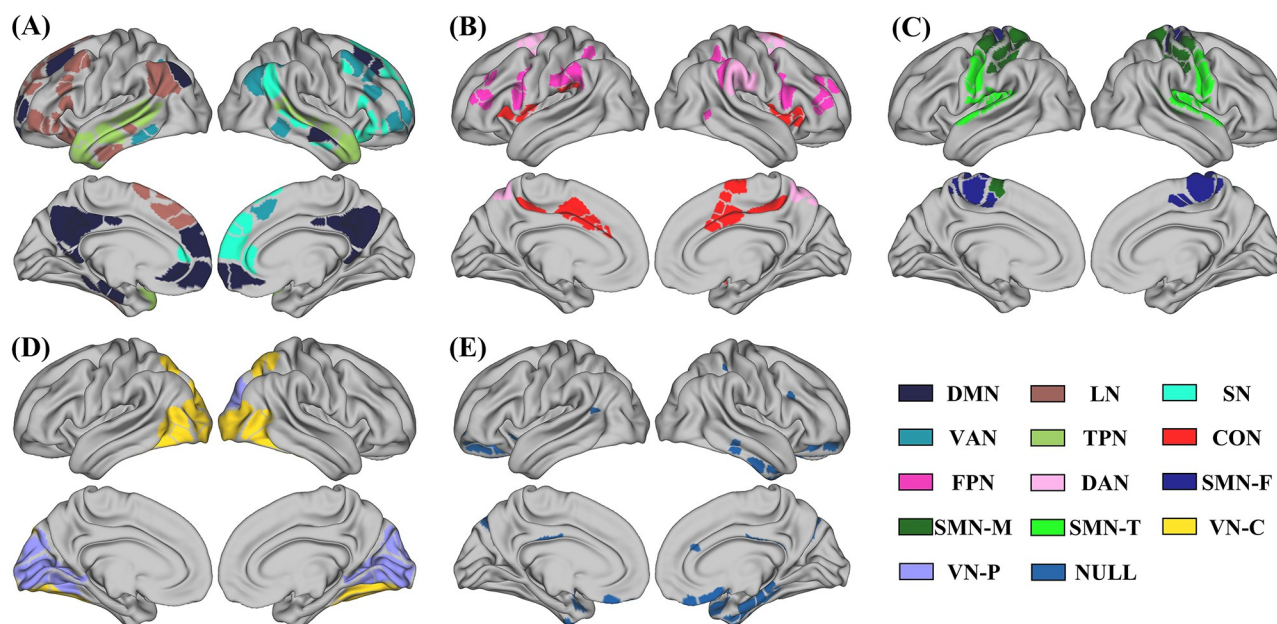 (A)
(B)
(C)
(D)
(E)
DMN LN SN
VAN TPN CON
FPN DAN SMN-F
SMN-M SMN-T VN-C
VN-P NULL